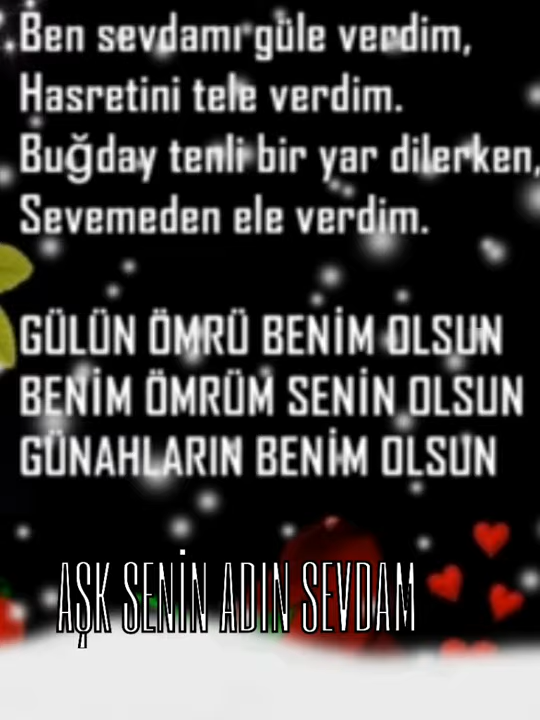 Ben sevdamı güle verdim,
Hasretini tele verdim.
Buğday tenli bir yar dilerken,
Sevemeden ele verdim.
GÜLÜN ÖMRÜ BENİM OLSUN
BENİM ÖMRÜM SENİN OLSUN
GÜNAHLARIN BENİM OLSUN
AŞK SENİN ADIN SEVDAM